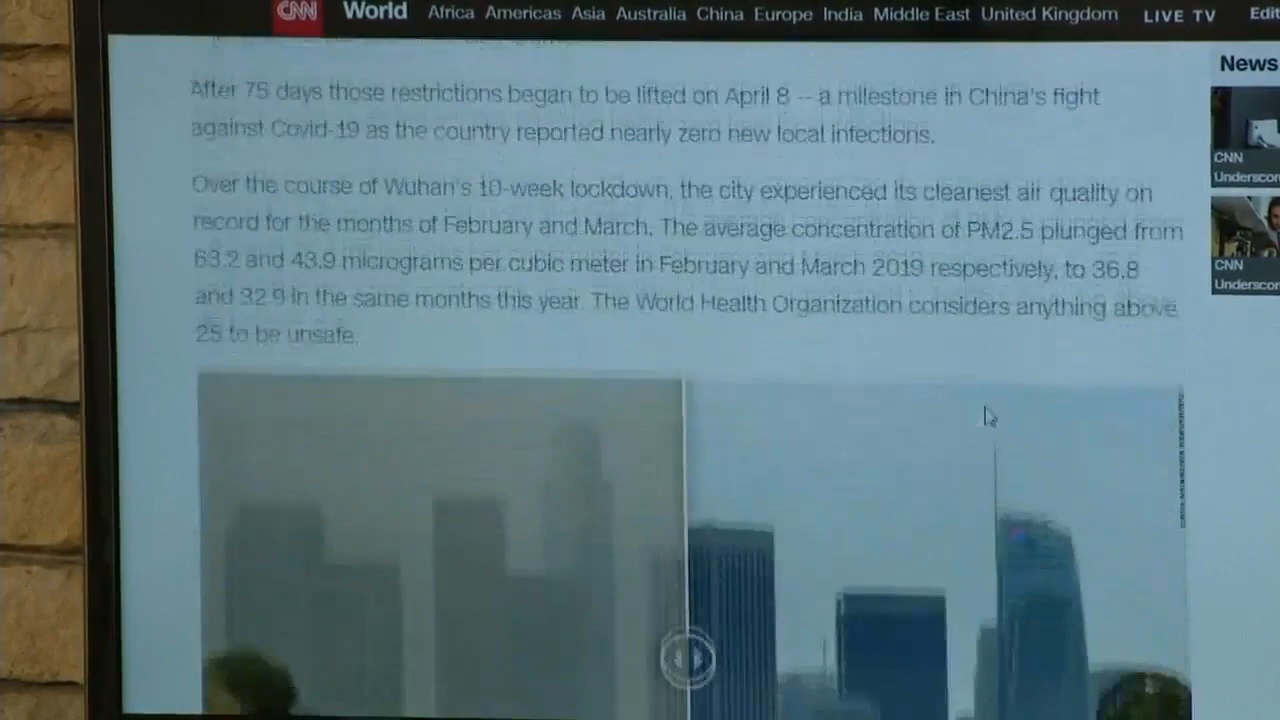 CNN World Africa Americas Asia Australia China Europe India Middle East United Kingdom LIVE TV Edit
News
After 75 days those restrictions began to be lifted on April 8 -- a milestone in China's fight
against Covid-19 as the country reported nearly zero new local infections.
Over the course of Wuhan's 10-week lockdown, the city experienced its cleanest air quality on
record for the months of February and March. The average concentration of PM2.5 plunged from
63.2 and 43.9 micrograms per cubic meter in February and March 2019 respectively, to 36.8
and 32.9 in the same months this year. The World Health Organization considers anything above
25 to be unsafe.
CNN
Underscor
CNN
Underscor